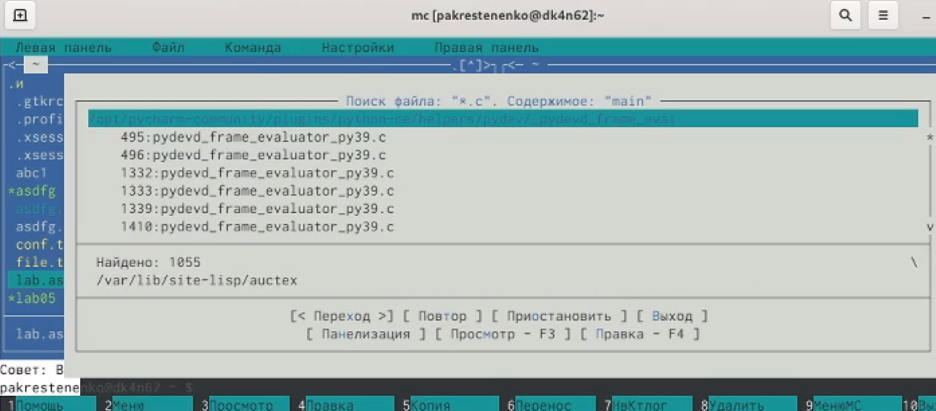 mc [pakrestenenko@dk4n62]:~
Левая панель Файл Команда Настройки Правая панель
<─ ~ .[^]> <─ ~
.и
.gtkrc
.profi
.xsess
.xsess
abc1
*asdfg
asdfg.
asdfg.
conf.t
file.t
lab.as
*lab05
lab.as
Поиск файла: "*.c". Содержимое: "main"
/opt/pycharm-community/plugins/python-ce/helpers/pydev/_pydevd_frame_eval
495:pydevd_frame_evaluator_py39.c
496:pydevd_frame_evaluator_py39.c
1332:pydevd_frame_evaluator_py39.c
1333:pydevd_frame_evaluator_py39.c
1339:pydevd_frame_evaluator_py39.c
1410:pydevd_frame_evaluator_py39.c
Найдено: 1055 \
/var/lib/site-lisp/auctex
[< Переход >] [ Повтор ] [ Приостановить ] [ Выход ]
[ Панелизация ] [ Просмотр - F3 ] [ Правка - F4 ]
Совет: В
pakrestenenko@dk4n62 ~ $
1Помощь 2Меню 3Просмотр 4Правка 5Копия 6Перенос 7НвКтлог 8Удалить 9МенюMC 10Вы